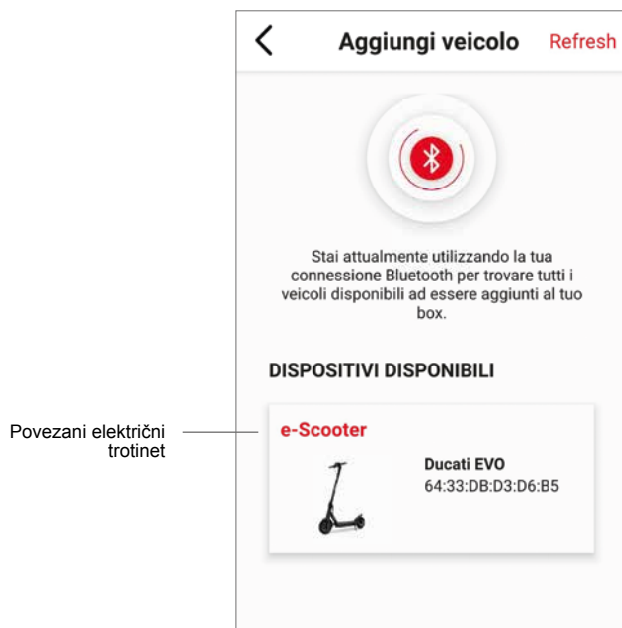 Aggiungi veicolo Refresh
Stai attualmente utilizzando la tua
connessione Bluetooth per trovare tutti i
veicoli disponibili ad essere aggiunti al tuo
box.
DISPOSITIVI DISPONIBILI
Povezani električni
trotinet
e-Scooter
Ducati EVO
64:33:DB:D3:D6:B5